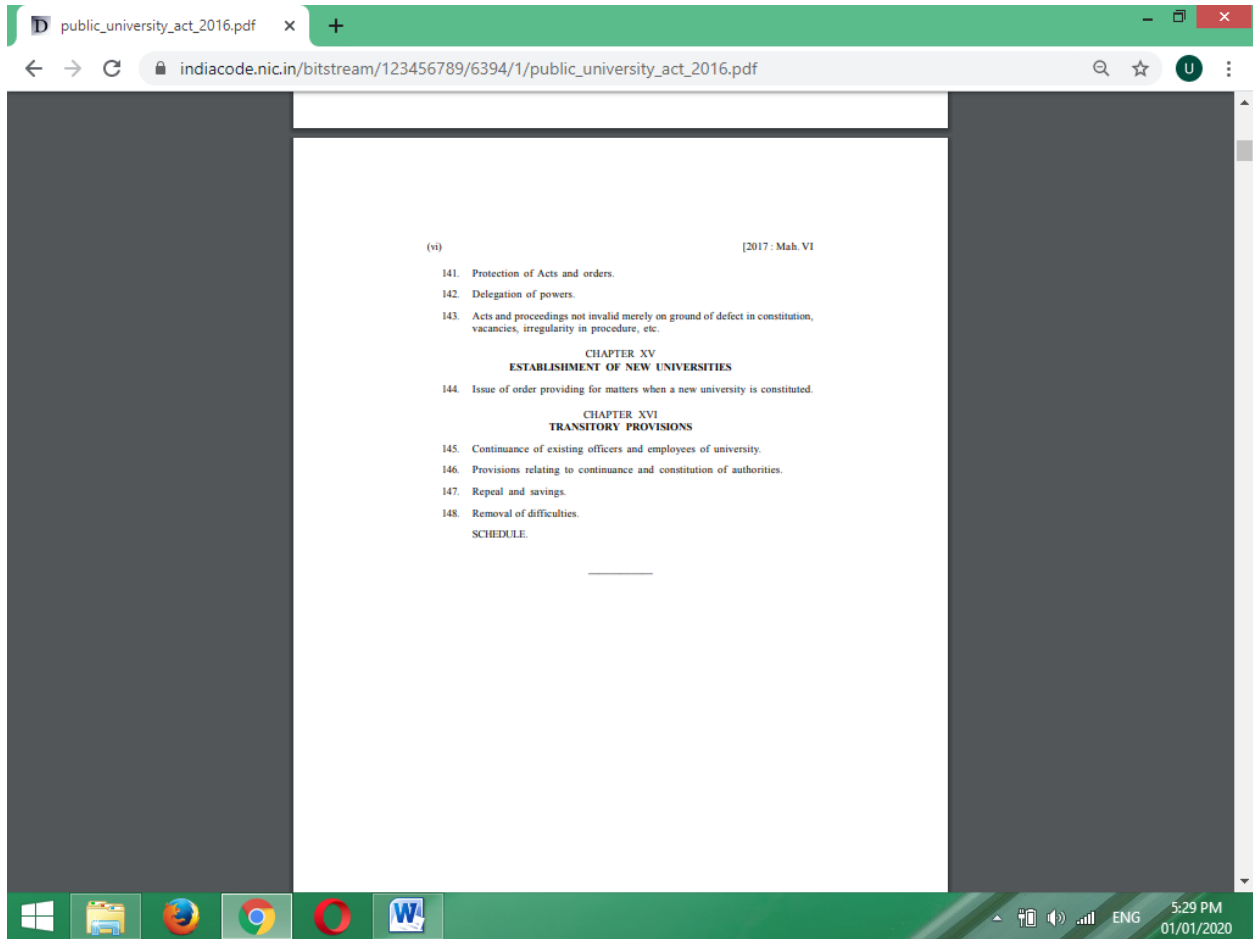 public_university_act_2016.pdf
indiacode.nic.in/bitstream/123456789/6394/1/public_university_act_2016.pdf
U
(vi) [2017 : Mah. VI
141. Protection of Acts and orders.
142. Delegation of powers.
143. Acts and proceedings not invalid merely on ground of defect in constitution,
vacancies, irregularity in procedure, etc.
CHAPTER XV
ESTABLISHMENT OF NEW UNIVERSITIES
144. Issue of order providing for matters when a new university is constituted.
CHAPTER XVI
TRANSITORY PROVISIONS
145. Continuance of existing officers and employees of university.
146. Provisions relating to continuance and constitution of authorities.
147. Repeal and savings.
148. Removal of difficulties.
SCHEDULE.
ENG 5:29 PM
01/01/2020